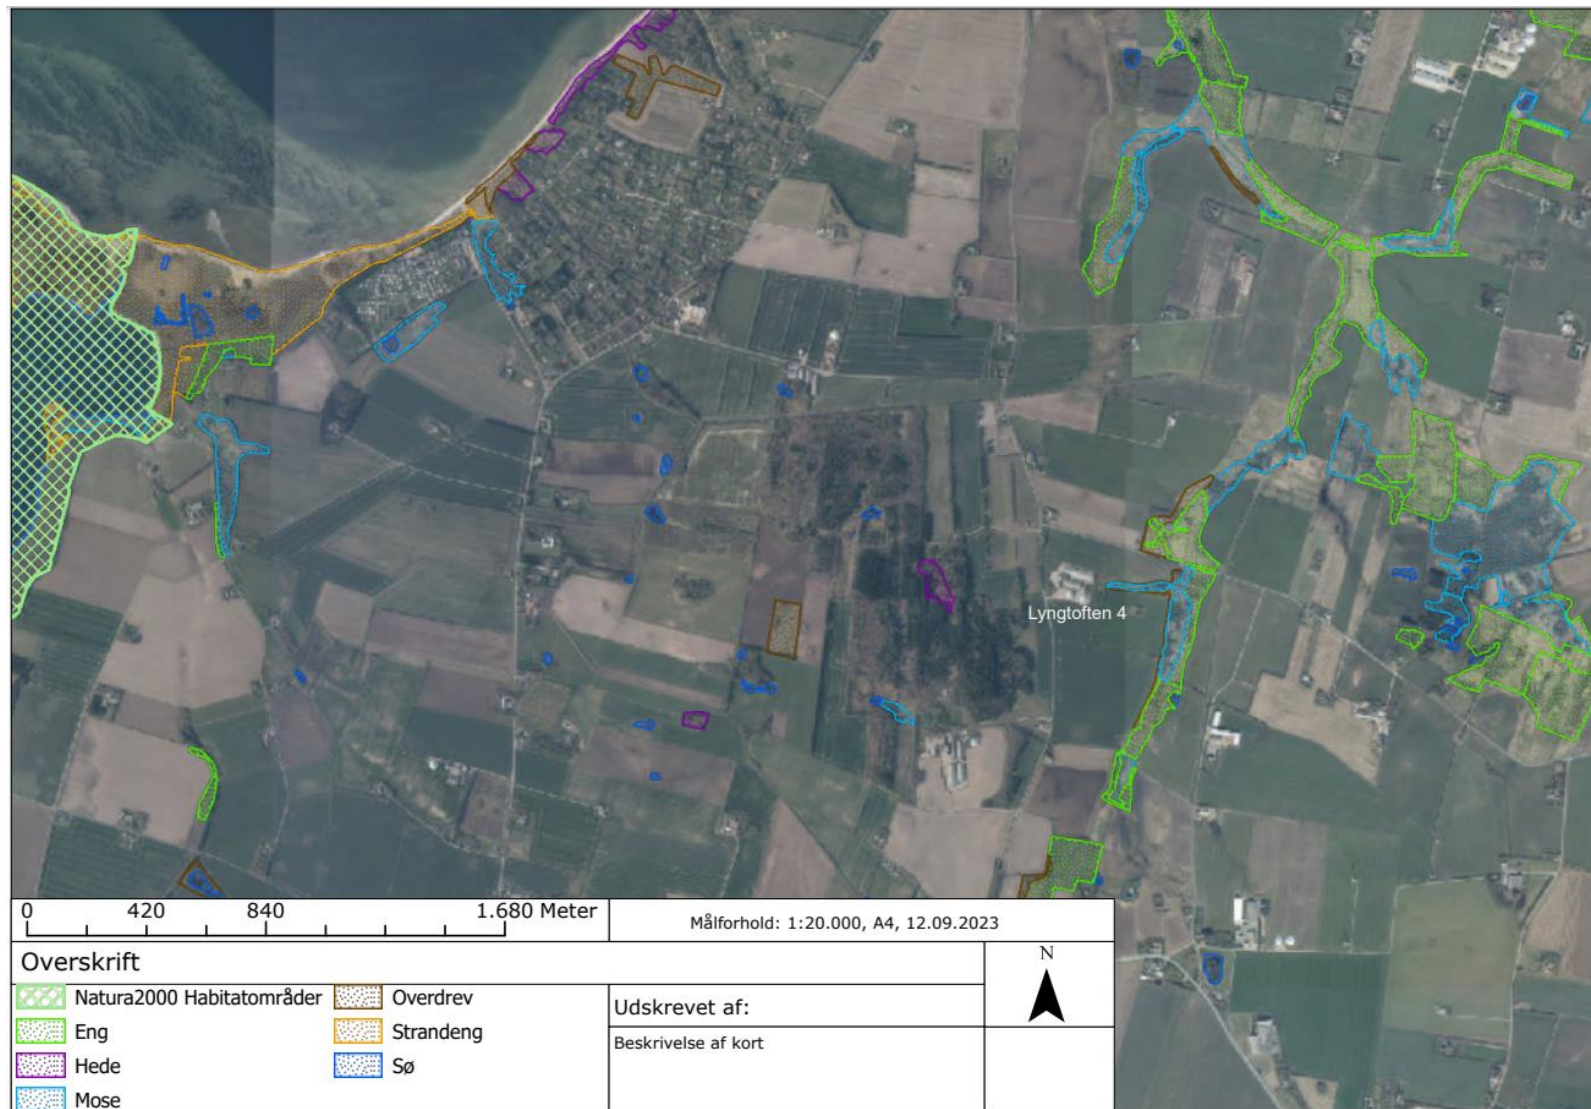 Lyngtoften 4
0 420 840 1.680 Meter
Målforhold: 1:20.000, A4, 12.09.2023
Overskrift
N
Natura2000 Habitatområder
Eng
Hede
Mose
Overdrev
Strandeng
Sø
Udskrevet af:
Beskrivelse af kort